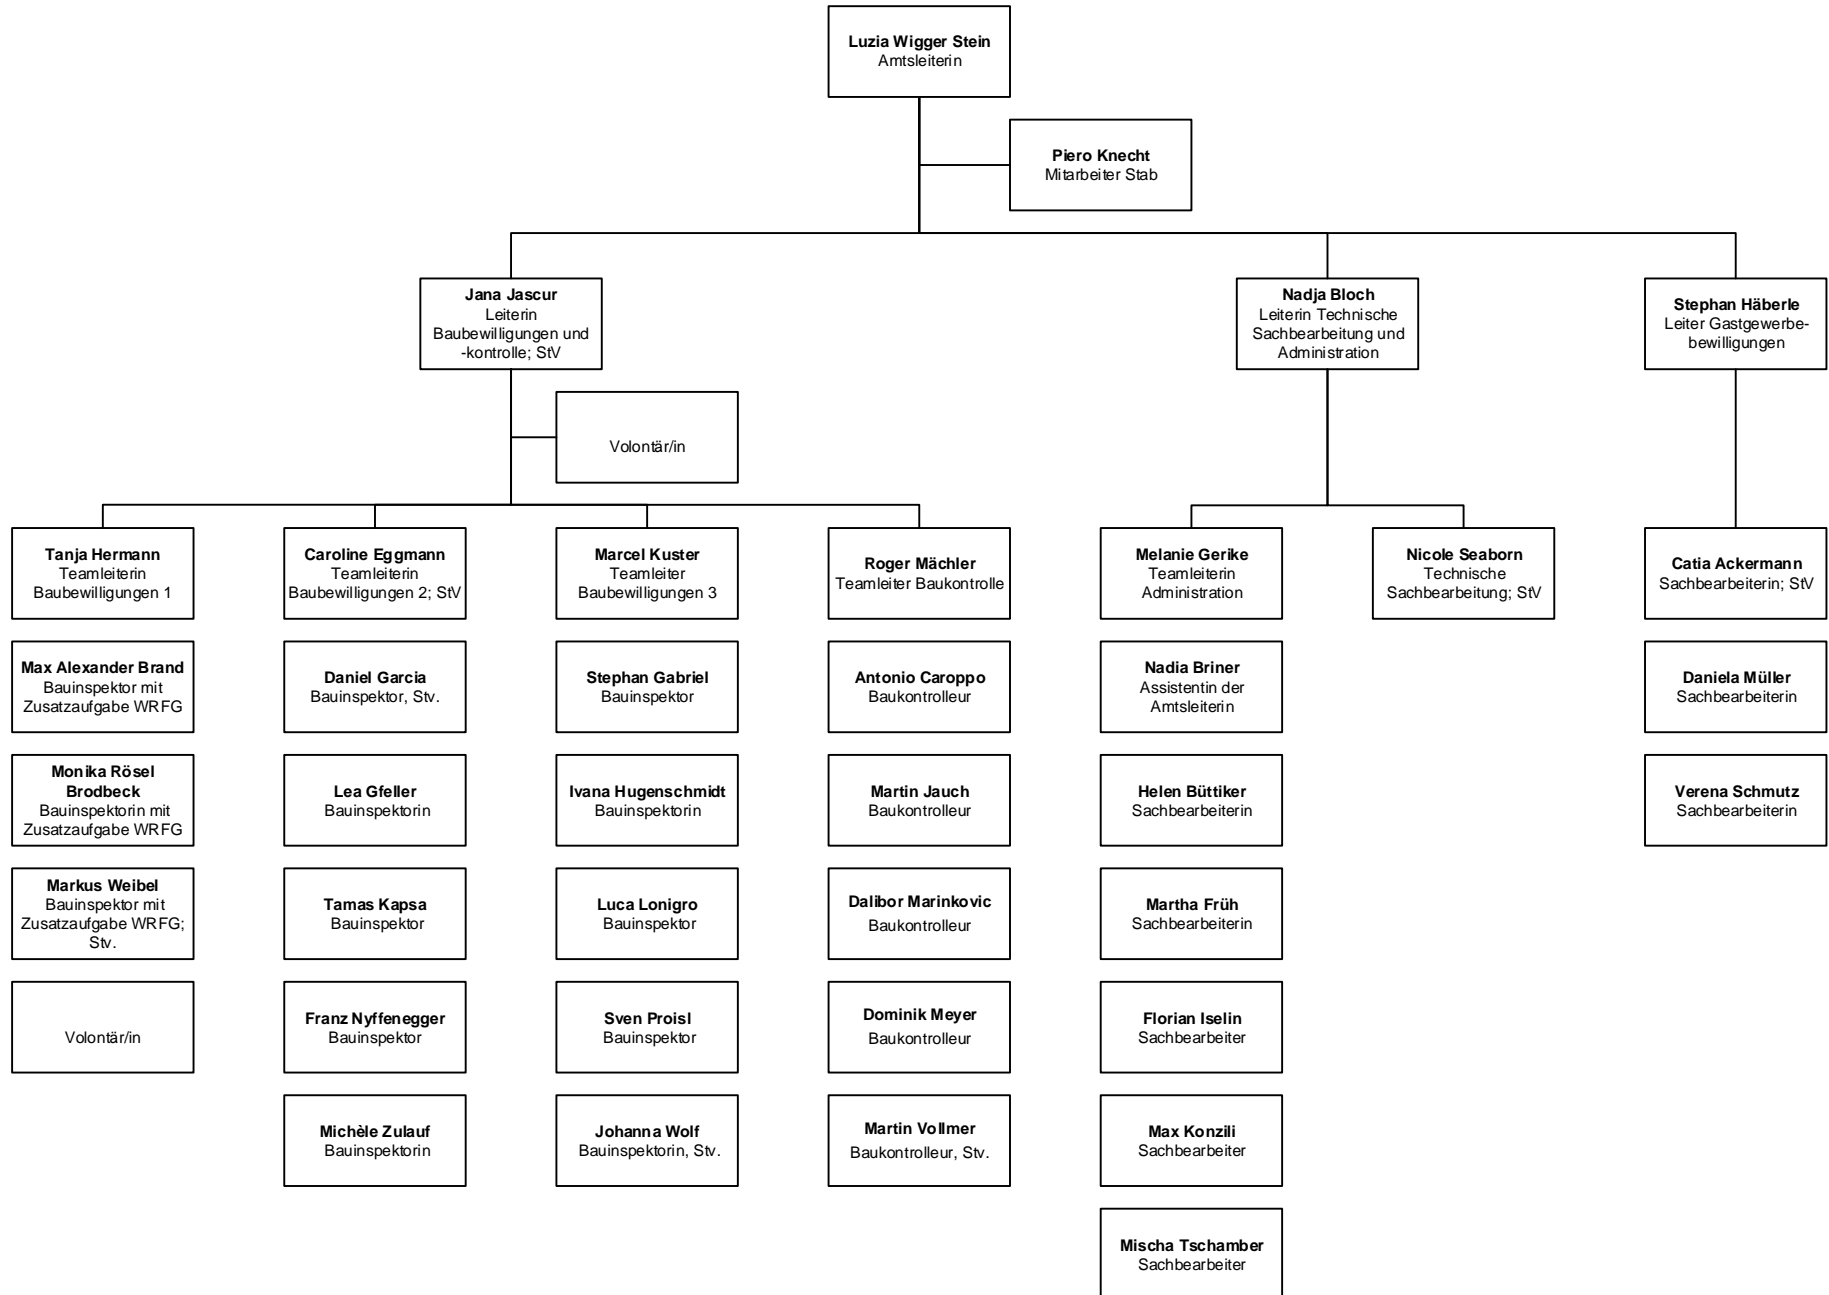 Luzia Wigger Stein
Amtsleiterin
Piero Knecht
Mitarbeiter Stab
Jana Jascur
Leiterin
Baubewilligungen und
-kontrolle; StV
Nadja Bloch
Leiterin Technische
Sachbearbeitung und
Administration
Stephan Häberle
Leiter Gastgewerbe-
bewilligungen
Volontär/in
Tanja Hermann
Teamleiterin
Baubewilligungen 1
Max Alexander Brand
Bauinspektor mit
Zusatzaufgabe WRFG
Monika Rösel
Brodbeck
Bauinspektorin mit
Zusatzaufgabe WRFG
Markus Weibel
Bauinspektor mit
Zusatzaufgabe WRFG;
Stv.
Volontär/in
Caroline Eggmann
Teamleiterin
Baubewilligungen 2; StV
Daniel Garcia
Bauinspektor, Stv.
Lea Gfeller
Bauinspektorin
Tamas Kapsa
Bauinspektor
Franz Nyffenegger
Bauinspektor
Michèle Zulauf
Bauinspektorin
Marcel Kuster
Teamleiter
Baubewilligungen 3
Stephan Gabriel
Bauinspektor
Ivana Hugenschmidt
Bauinspektorin
Luca Lonigro
Bauinspektor
Sven Proisl
Bauinspektor
Johanna Wolf
Bauinspektorin, Stv.
Roger Mächler
Teamleiter Baukontrolle
Antonio Caroppo
Baukontrolleur
Martin Jauch
Baukontrolleur
Dalibor Marinkovic
Baukontrolleur
Dominik Meyer
Baukontrolleur
Martin Vollmer
Baukontrolleur, Stv.
Melanie Gerike
Teamleiterin
Administration
Nadia Briner
Assistentin der
Amtsleiterin
Helen Büttiker
Sachbearbeiterin
Martha Früh
Sachbearbeiterin
Florian Iselin
Sachbearbeiter
Max Konzili
Sachbearbeiter
Mischa Tschamber
Sachbearbeiter
Nicole Seaborn
Technische
Sachbearbeitung; StV
Catia Ackermann
Sachbearbeiterin; StV
Daniela Müller
Sachbearbeiterin
Verena Schmutz
Sachbearbeiterin